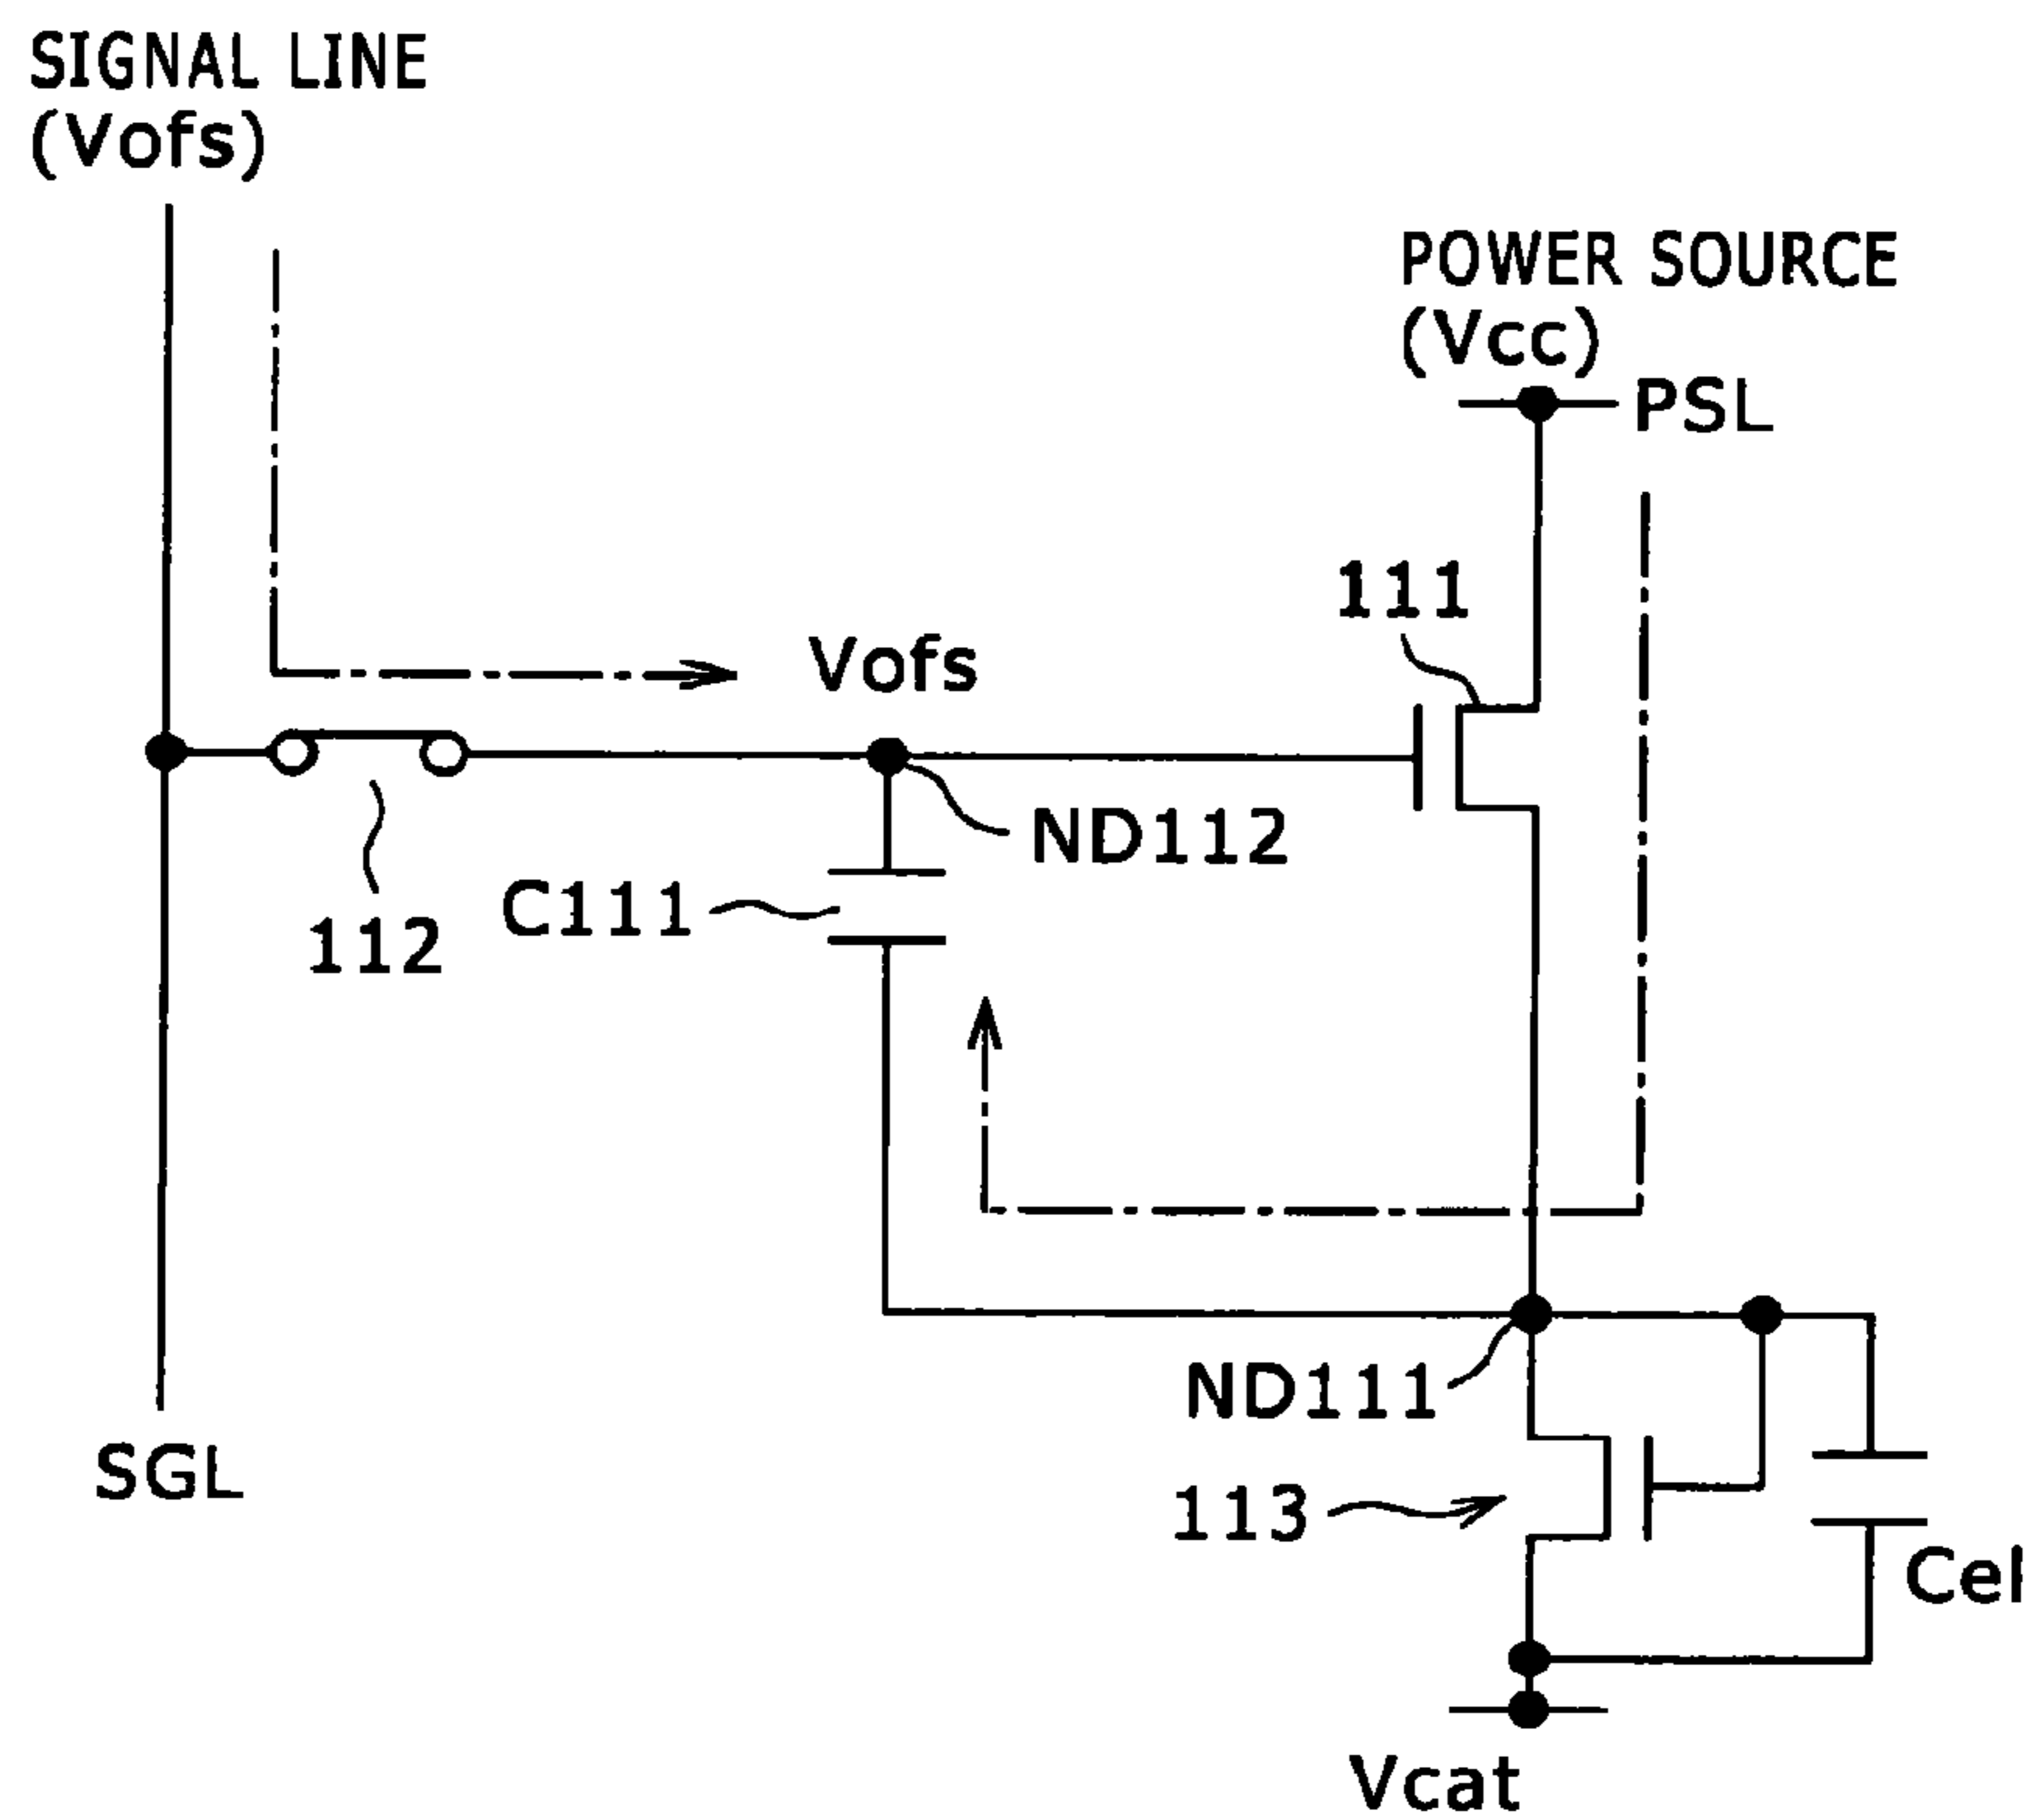 SIGNAL LINE
(Vofs)
POWER SOURCE
(Vcc)
PSL
111
Vofs
ND112
C111
112
ND111
SGL
113
Cel
Vcat